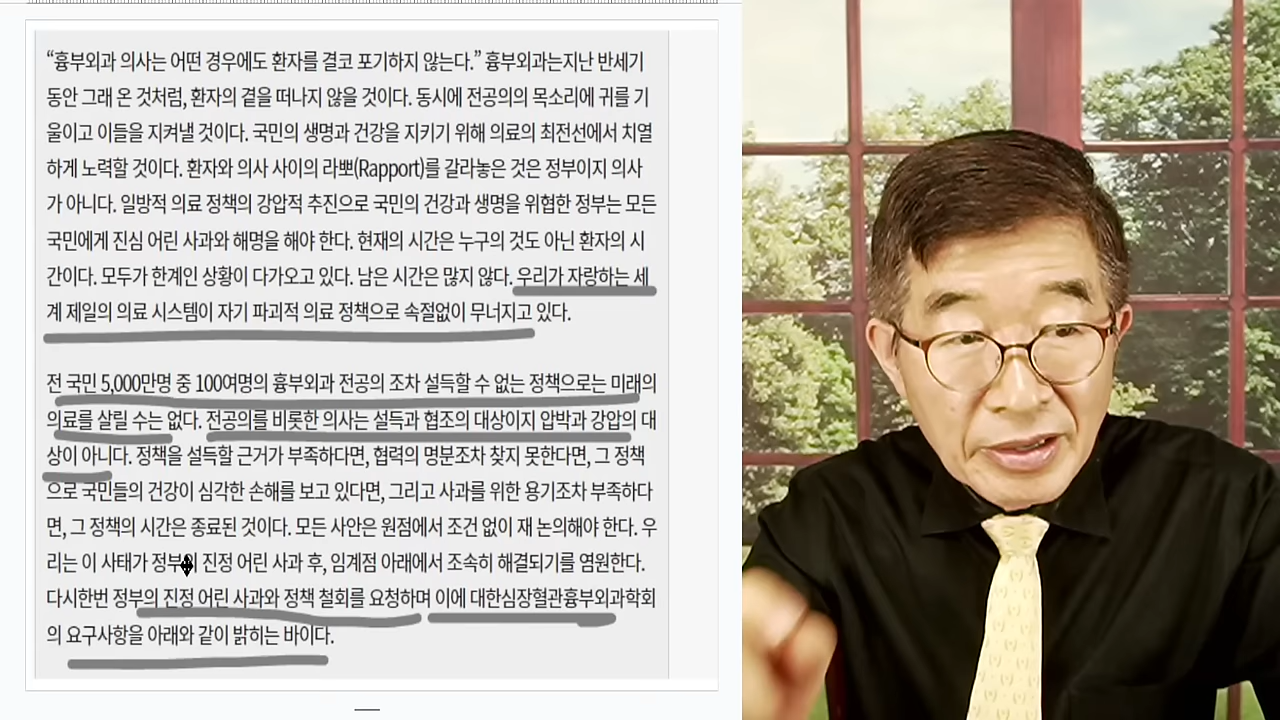 “흉부외과 의사는 어떤 경우에도 환자를 결코 포기하지 않는다.” 흉부외과는지난 반세기
동안 그래 온 것처럼, 환자의 곁을 떠나지 않을 것이다. 동시에 전공의의 목소리에 귀를 기
울이고 이들을 지켜낼 것이다. 국민의 생명과 건강을 지키기 위해 의료의 최전선에서 치열
하게 노력할 것이다. 환자와 의사 사이의 라뽀(Rapport)를 갈라놓은 것은 정부이지 의사
가 아니다. 일방적 의료 정책의 강압적 추진으로 국민의 건강과 생명을 위협한 정부는 모든
국민에게 진심 어린 사과와 해명을 해야 한다. 현재의 시간은 누구의 것도 아닌 환자의 시
간이다. 모두가 한계인 상황이 다가오고 있다. 남은 시간은 많지 않다. 우리가 자랑하는 세
계 제일의 의료 시스템이 자기 파괴적 의료 정책으로 속절없이 무너지고 있다.
전 국민 5,000만명 중 100여명의 흉부외과 전공의 조차 설득할 수 없는 정책으로는 미래의
의료를 살릴 수는 없다. 전공의를 비롯한 의사는 설득과 협조의 대상이지 압박과 강압의 대
상이 아니다. 정책을 설득할 근거가 부족하다면, 협력의 명분조차 찾지 못한다면, 그 정책
으로 국민들의 건강이 심각한 손해를 보고 있다면, 그리고 사과를 위한 용기조차 부족하다
면, 그 정책의 시간은 종료된 것이다. 모든 사안은 원점에서 조건 없이 재 논의해야 한다. 우
리는 이 사태가 정부의 진정 어린 사과 후, 임계점 아래에서 조속히 해결되기를 염원한다.
다시한번 정부의 진정 어린 사과와 정책 철회를 요청하며 이에 대한심장혈관흉부외과학회
의 요구사항을 아래와 같이 밝히는 바이다.